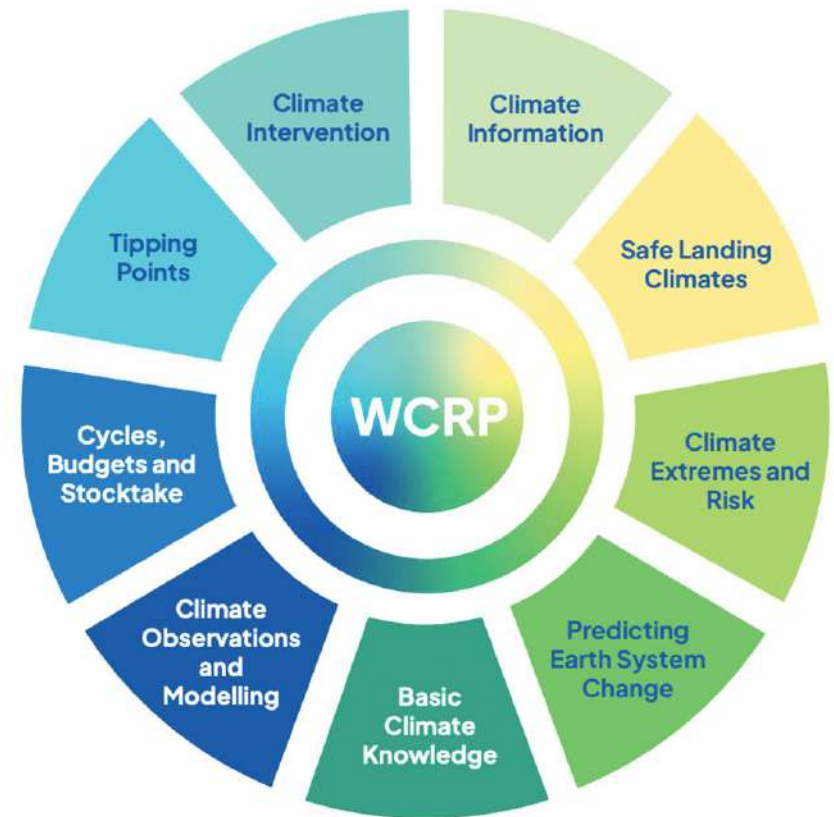 Climate
Intervention
Climate
Information
Safe Landing
Climates
Climate
Extremes and
Risk
Predicting
Earth System
Change
Basic
Climate
Knowledge
Climate
Observations
and
Modelling
Cycles,
Budgets and
Stocktake
Tipping
Points
WCRP